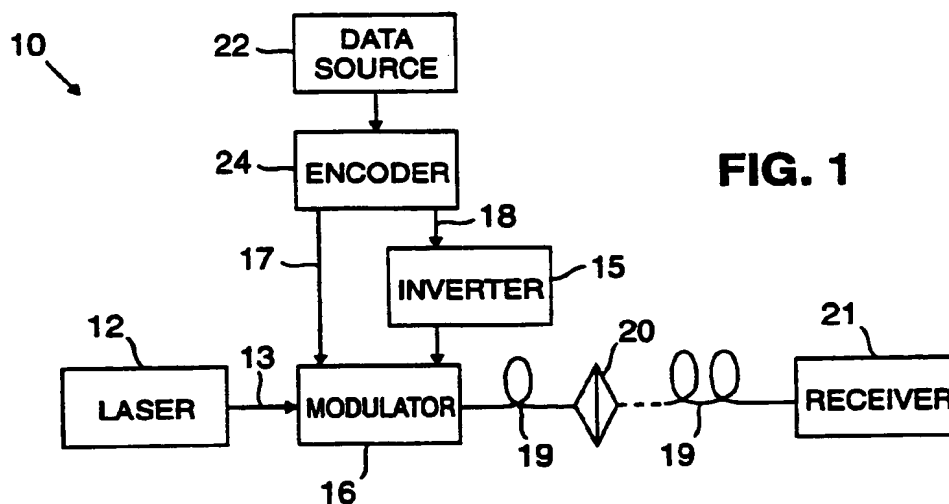 10
22
DATA
SOURCE
24
ENCODER
FIG. 1
18
17
INVERTER
15
12
LASER
13
MODULATOR
16
19
20
19
21
RECEIVER